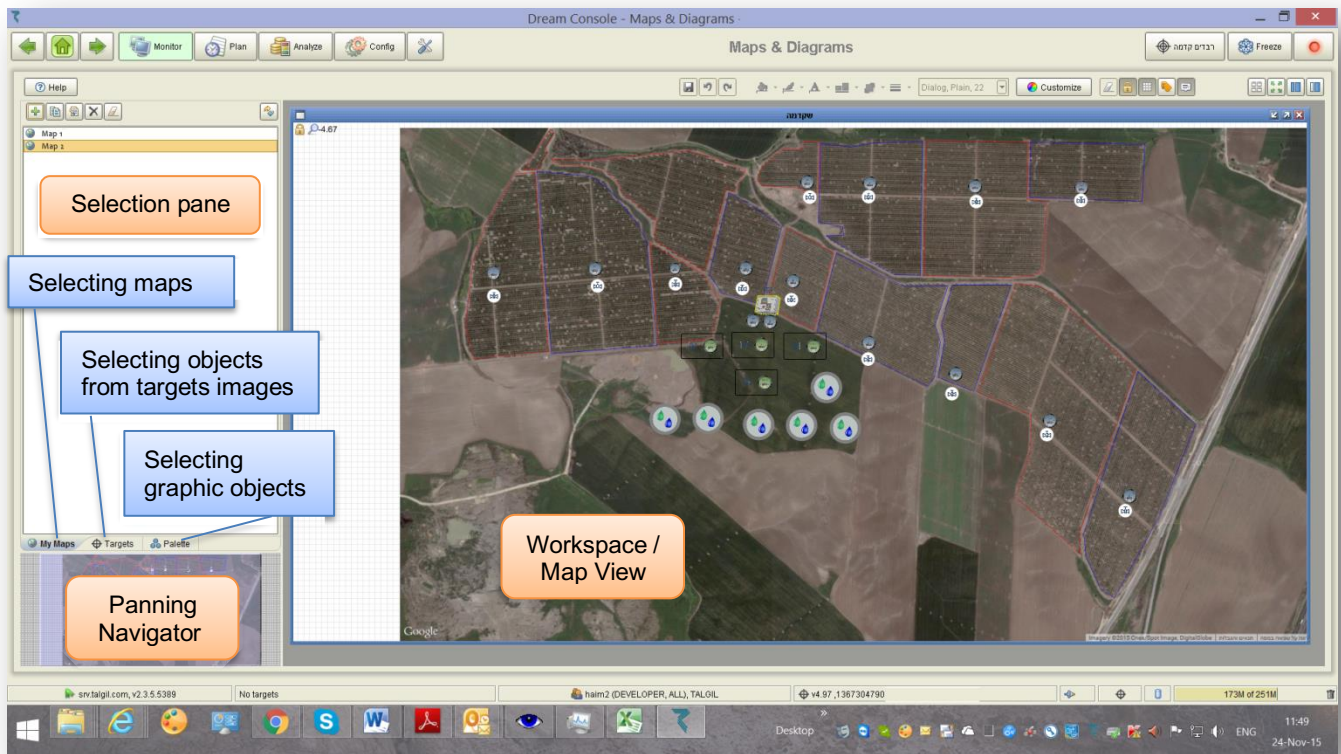 Dream Console - Maps & Diagrams -
Monitor
Plan
Analyze
Config
Maps & Diagrams
רבדים קדמה
Freeze
Help
Dialog, Plain, 22
Customize
Map 1
Map 2
שקדמה
-4.67
Selection pane
Selecting maps
Selecting objects
from targets images
Selecting
graphic objects
My Maps
Targets
Palette
Panning
Navigator
Workspace /
Map View
Google
srv.talgil.com, v2.3.5.5389
No targets
haim2 (DEVELOPER, ALL), TALGIL
v4.97 ,1367304790
173M of 251M
Desktop
ENG
11:49
24-Nov-15